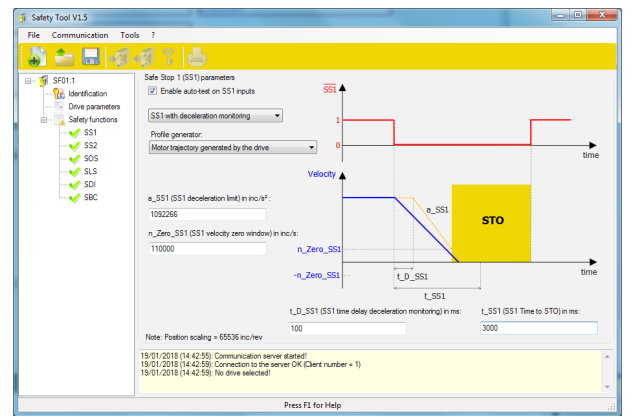 Safety Tool V1.5
File Communication Tools ?
SF01:1
Identification
Drive parameters
Safety functions
SS1
SS2
SOS
SLS
SDI
SBC
Safe Stop 1 (SS1) parameters
Enable auto-test on SS1 inputs
SS1 with deceleration monitoring
Profile generator:
Motor trajectory generated by the drive
a_SS1 (SS1 deceleration limit) in inc/s² :
1092266
n_Zero_SS1 (SS1 velocity zero window) in inc/s:
110000
SS1
1
0
time
Velocity
a_SS1
STO
n_Zero_SS1
-n_Zero_SS1
time
t_D_SS1
t_SS1
t_D_SS1 (SS1 time delay deceleration monitoring) in ms:
100
t_SS1 (SS1 Time to STO) in ms:
3000
Note: Position scaling = 65536 inc/rev
19/01/2018 (14:42:55): Communication server started!
19/01/2018 (14:42:59): Connection to the server OK (Client number = 1)
19/01/2018 (14:42:59): No drive selected!
Press F1 for Help